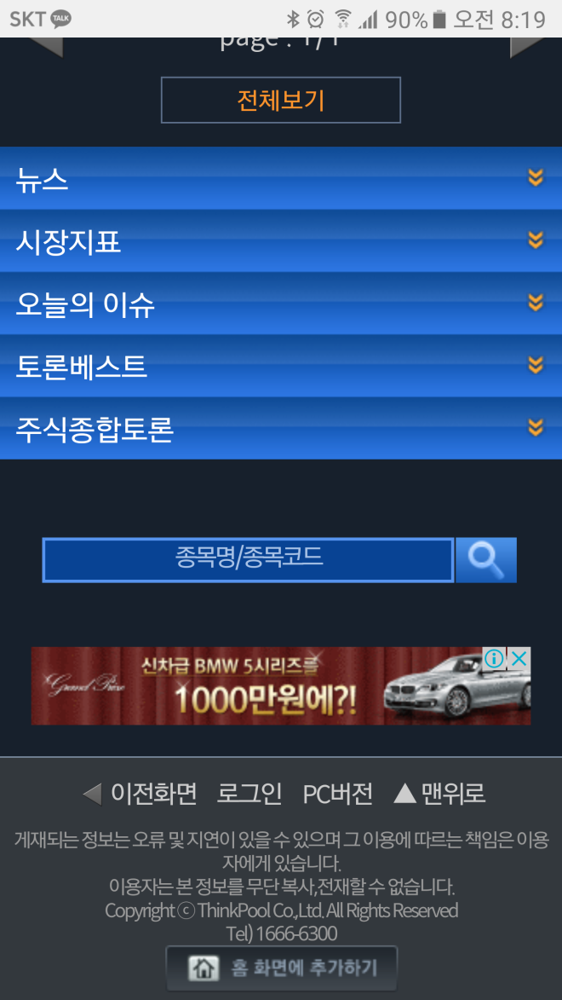 SKT TALK 90% 오전 8:19
page : 1/1
전체보기
뉴스
시장지표
오늘의 이슈
토론베스트
주식종합토론
종목명/종목코드
신차급 BMW 5시리즈를
Grand Prize
1000만원에?!
이전화면 로그인 PC버전 ▲맨위로
게재되는 정보는 오류 및 지연이 있을 수 있으며 그 이용에 따르는 책임은 이용
자에게 있습니다.
이용자는 본 정보를 무단 복사,전재할 수 없습니다.
Copyright ⓒ ThinkPool Co.,Ltd. All Rights Reserved
Tel) 1666-6300
홈 화면에 추가하기